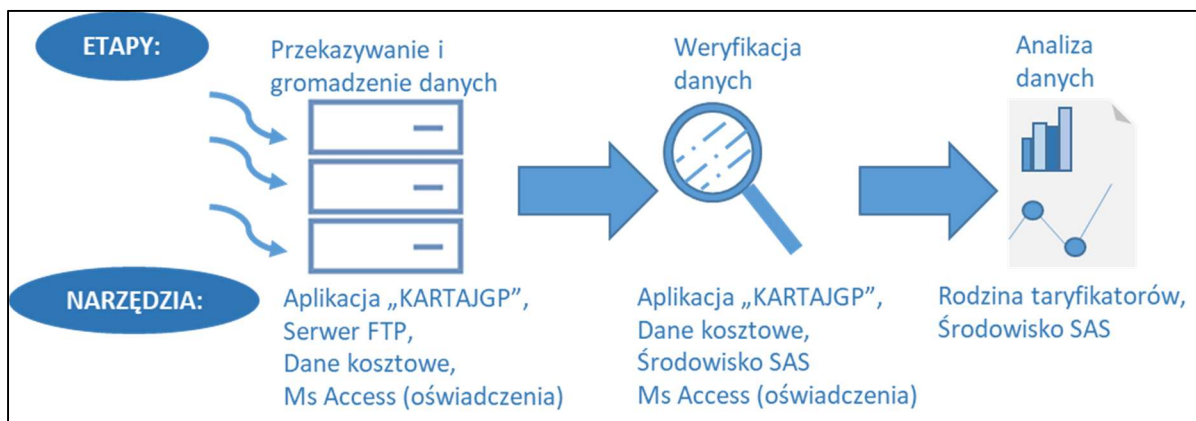 ETAPY:
Przekazywanie i
gromadzenie danych
Weryfikacja
danych
Analiza
danych
NARZĘDZIA:
Aplikacja „KARTAJGP”,
Serwer FTP,
Dane kosztowe,
Ms Access (oświadczenia)
Aplikacja „KARTAJGP”,
Dane kosztowe,
Środowisko SAS
Ms Access (oświadczenia)
Rodzina taryfikatorów,
Środowisko SAS